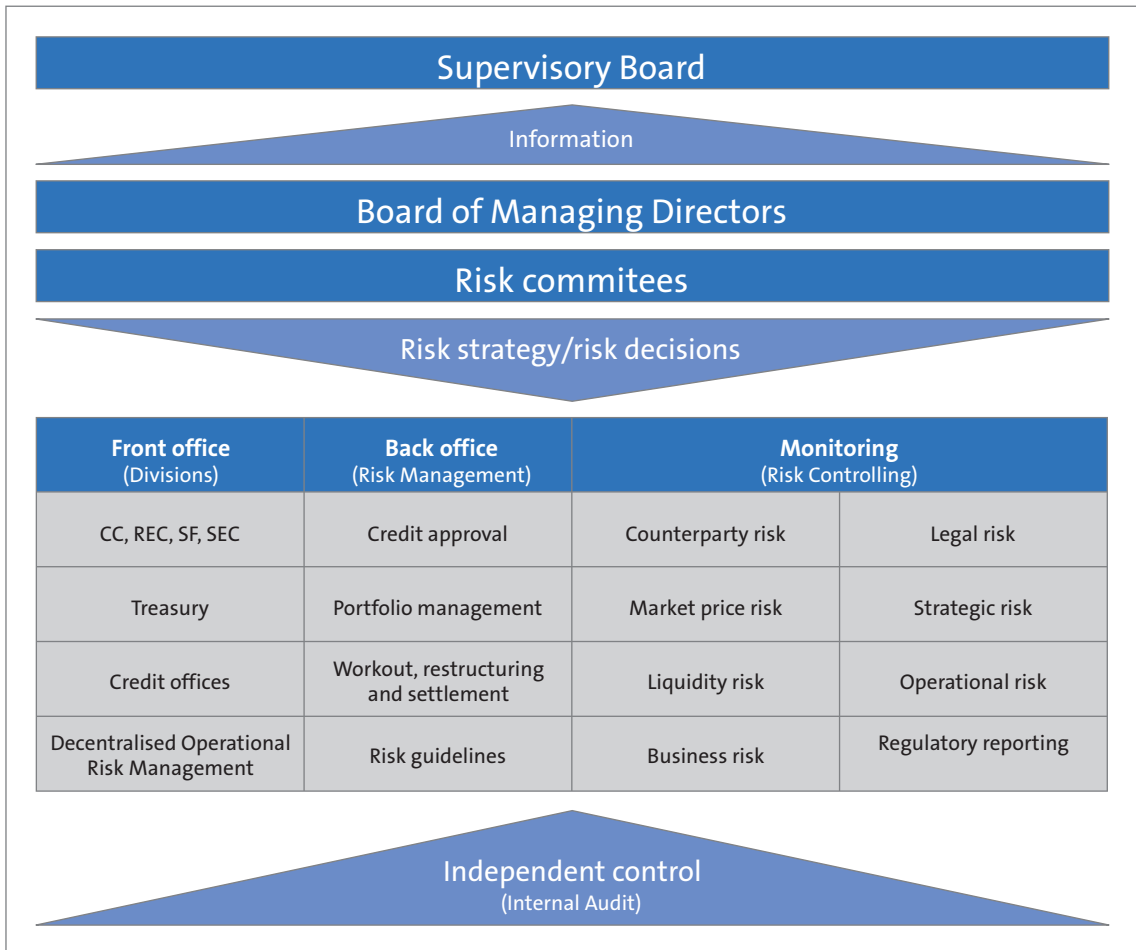 Supervisory Board
Information
Board of Managing Directors
Risk commitees
Risk strategy/risk decisions
Front office
(Divisions)
Back office
(Risk Management)
Monitoring
(Risk Controlling)
CC, REC, SF, SEC
Credit approval
Counterparty risk
Legal risk
Treasury
Portfolio management
Market price risk
Strategic risk
Credit offices
Workout, restructuring
and settlement
Liquidity risk
Operational risk
Decentralised Operational
Risk Management
Risk guidelines
Business risk
Regulatory reporting
Independent control
(Internal Audit)